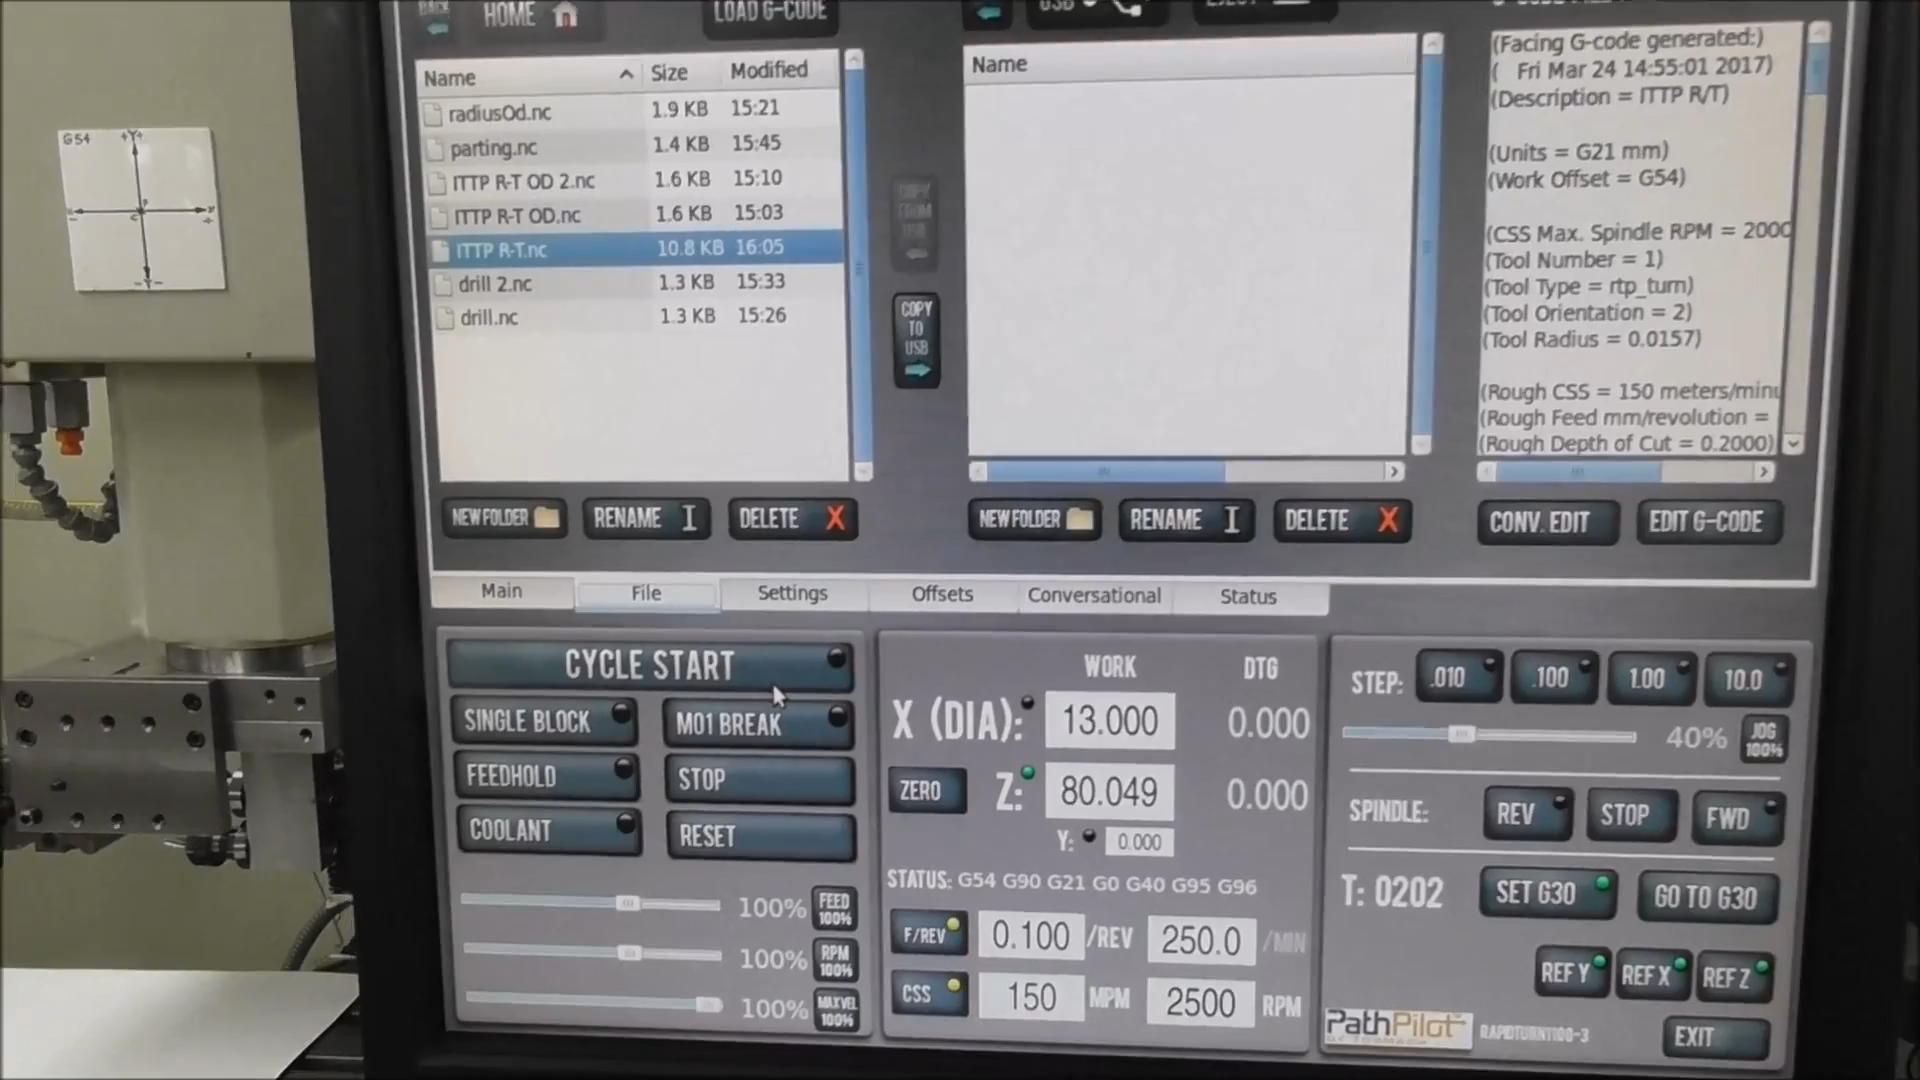 BACK
HOME
LOAD G-CODE
USB
Name Size Modified
radiusOd.nc 1.9 KB 15:21
parting.nc 1.4 KB 15:45
ITTP R-T OD 2.nc 1.6 KB 15:10
ITTP R-T OD.nc 1.6 KB 15:03
ITTP R-T.nc 10.8 KB 16:05
drill 2.nc 1.3 KB 15:33
drill.nc 1.3 KB 15:26
COPY
FROM
USB
COPY
TO
USB
Name
(Facing G-code generated:)
( Fri Mar 24 14:55:01 2017)
(Description = ITTP R/T)
(Units = G21 mm)
(Work Offset = G54)
(CSS Max. Spindle RPM = 2000
(Tool Number = 1)
(Tool Type = rtp_turn)
(Tool Orientation = 2)
(Tool Radius = 0.0157)
(Rough CSS = 150 meters/minu
(Rough Feed mm/revolution =
(Rough Depth of Cut = 0.2000)
NEW FOLDER RENAME DELETE
NEW FOLDER RENAME DELETE
CONV. EDIT EDIT G-CODE
Main File Settings Offsets Conversational Status
CYCLE START
SINGLE BLOCK M01 BREAK
FEEDHOLD STOP
COOLANT RESET
100% FEED 100%
100% RPM 100%
100% MAXVEL 100%
WORK DTG
X (DIA): 13.000 0.000
ZERO Z: 80.049 0.000
Y: 0.000
STATUS: G54 G90 G21 G0 G40 G95 G96
F/REV 0.100 /REV 250.0 /MIN
CSS 150 MPM 2500 RPM
STEP: .010 .100 1.00 10.0
40% JOG 100%
SPINDLE: REV STOP FWD
T: 0202 SET G30 GO TO G30
REF Y REF X REF Z
PathPilot RAPIDTURN1100-3 EXIT
G54
+Y+
-Y-